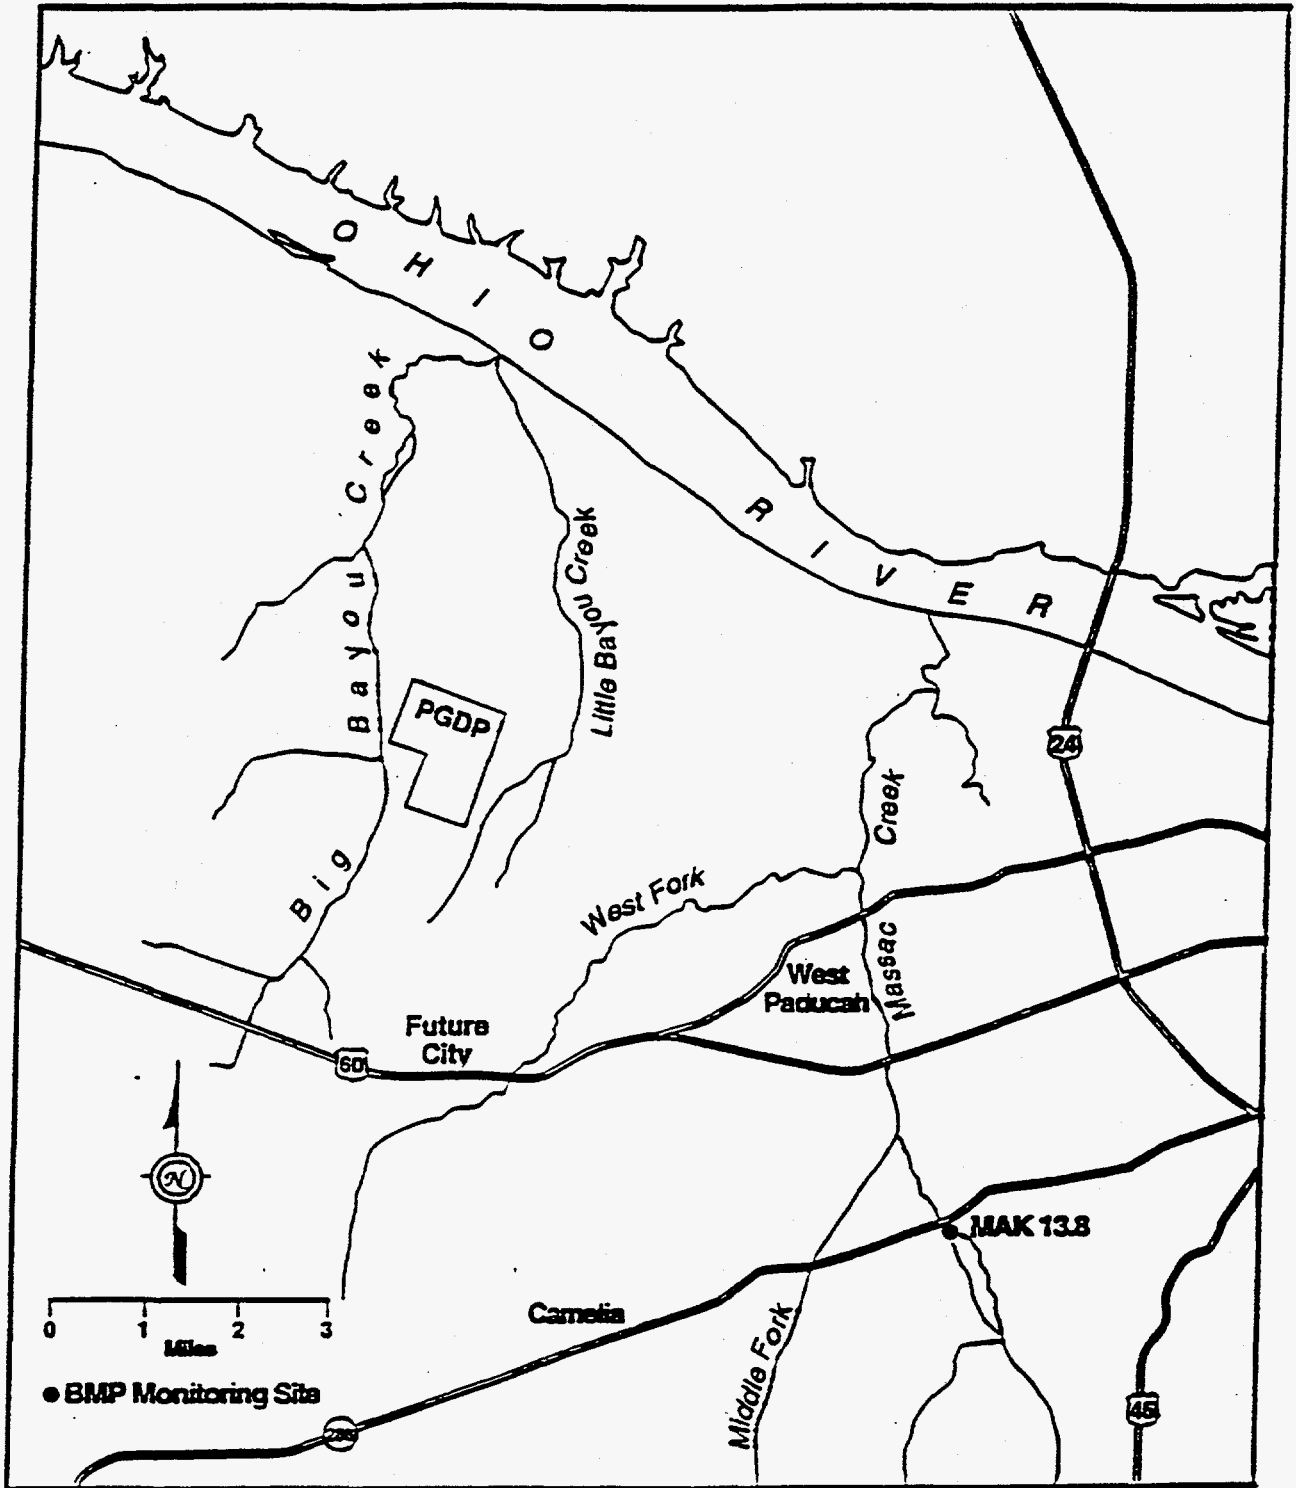 OHIO
RIVER
Big Bayou Creek
Little Bayou Creek
PGDP
24
Massac Creek
West Fork
West
Paducah
Future
City
60
N
MAK 13.8
0 1 2 3
Miles
Camelia
Middle Fork
BMP Monitoring Site
45